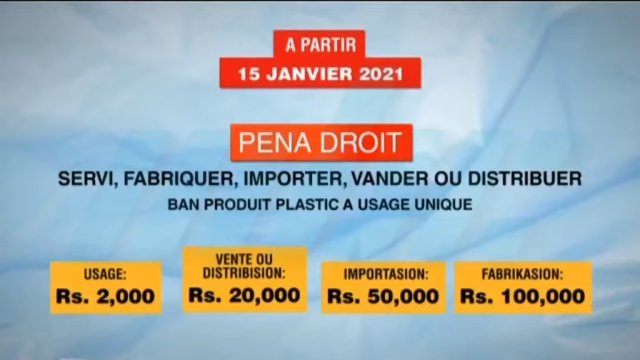 A PARTIR
15 JANVIER 2021
PENA DROIT
SERVI, FABRIQUER, IMPORTER, VANDER OU DISTRIBUER
BAN PRODUIT PLASTIC A USAGE UNIQUE
USAGE:
Rs. 2,000
VENTE OU
DISTRIBISION:
Rs. 20,000
IMPORTASION:
Rs. 50,000
FABRIKASION:
Rs. 100,000